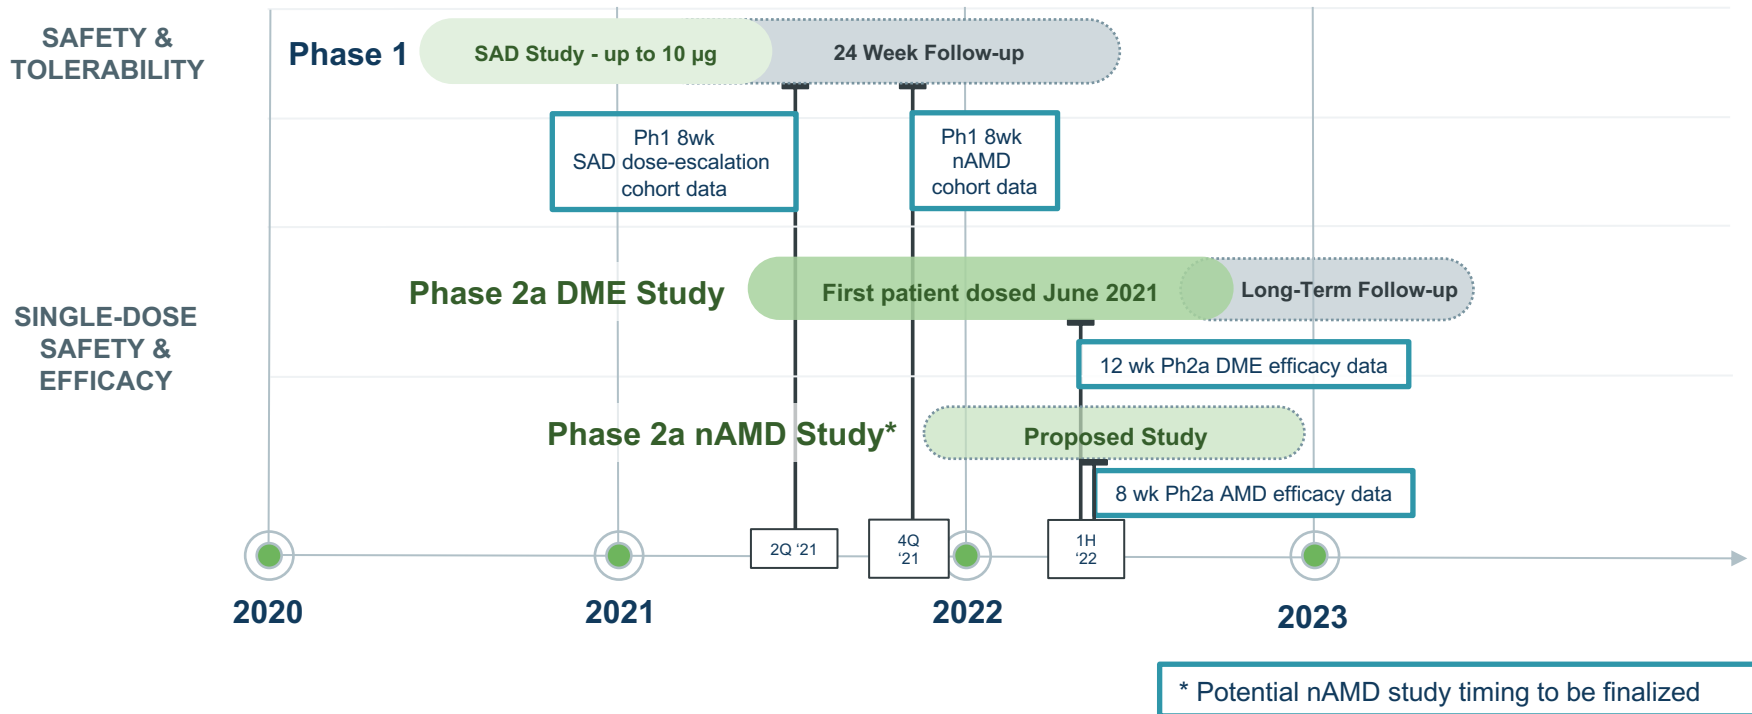 SAFETY &
TOLERABILITY
Phase 1
SAD Study - up to 10 µg
24 Week Follow-up
Ph1 8wk
SAD dose-escalation
cohort data
Ph1 8wk
nAMD
cohort data
SINGLE-DOSE
SAFETY &
EFFICACY
Phase 2a DME Study
First patient dosed June 2021
Long-Term Follow-up
12 wk Ph2a DME efficacy data
Phase 2a nAMD Study*
Proposed Study
8 wk Ph2a AMD efficacy data
2Q ‘21
4Q
‘21
1H
‘22
2020
2021
2022
2023
* Potential nAMD study timing to be finalized